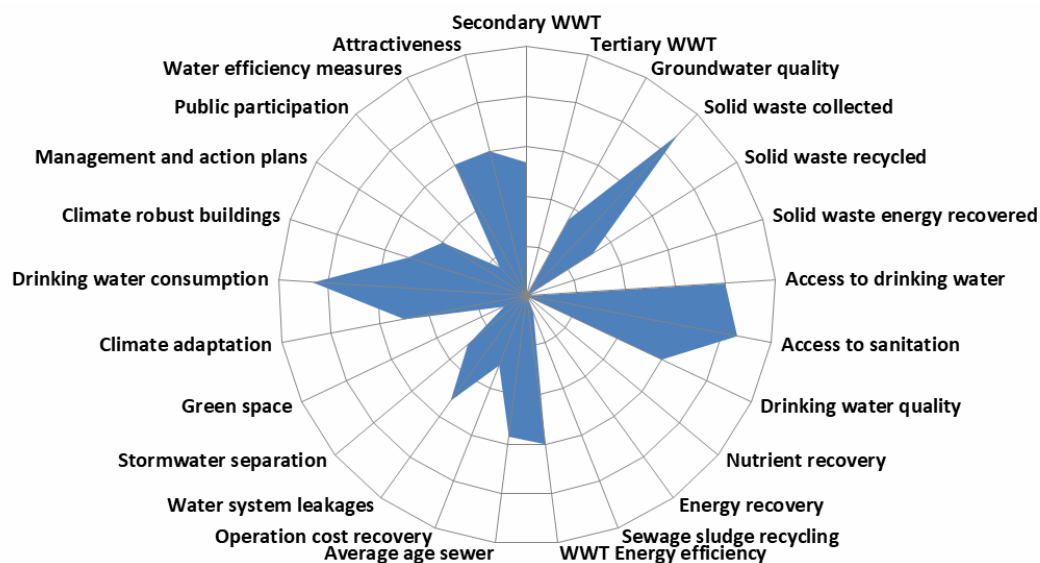 Secondary WWT
Tertiary WWT
Groundwater quality
Solid waste collected
Solid waste recycled
Solid waste energy recovered
Access to drinking water
Access to sanitation
Drinking water quality
Nutrient recovery
Energy recovery
Sewage sludge recycling
WWT Energy efficiency
Average age sewer
Operation cost recovery
Water system leakages
Stormwater separation
Green space
Climate adaptation
Drinking water consumption
Climate robust buildings
Management and action plans
Public participation
Water efficiency measures
Attractiveness